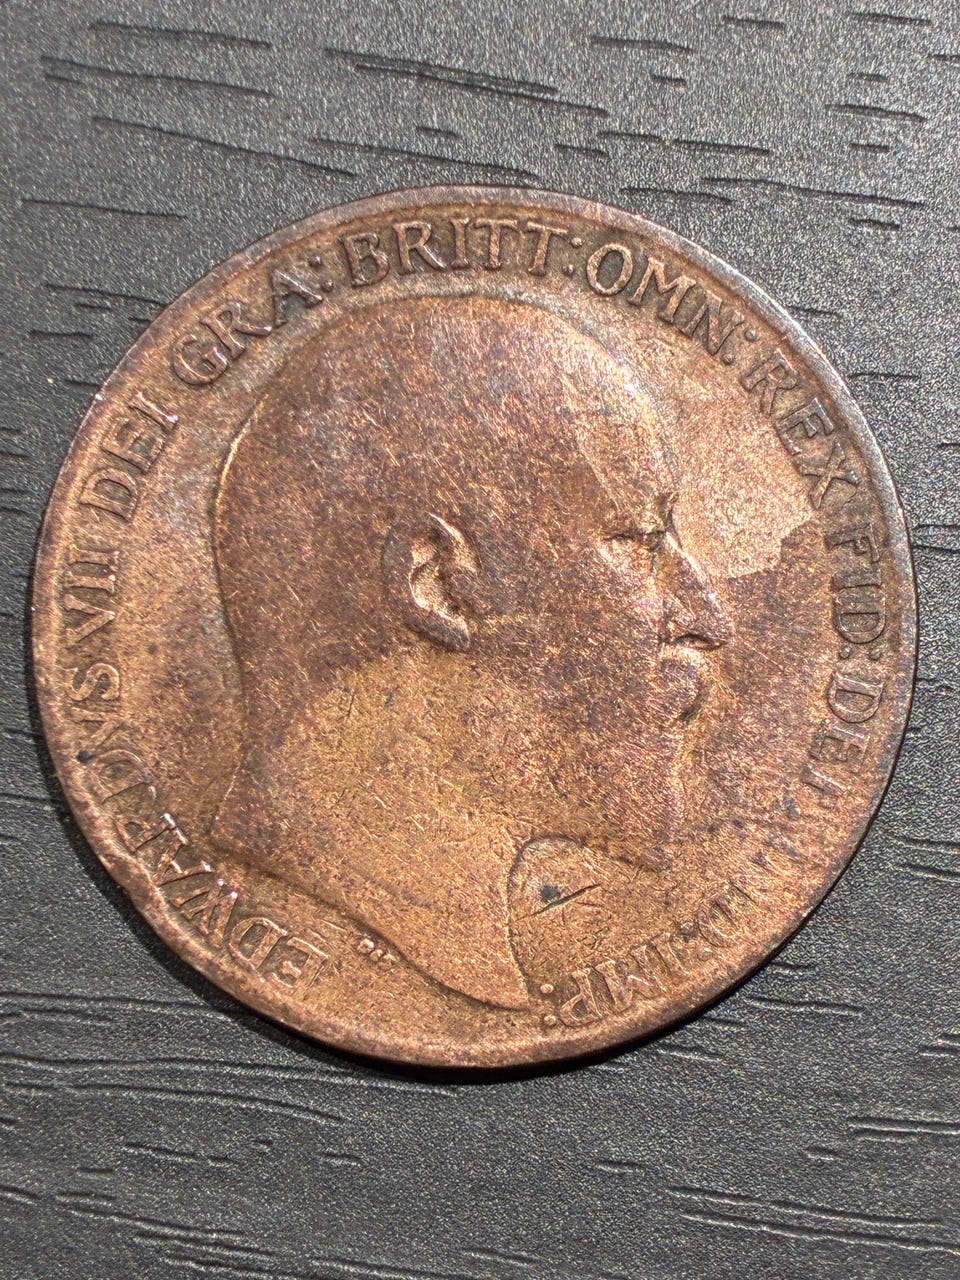 EDWARDVS VII DEI GRA: BRITT: OMN: REX FID: DEF: IND: IMP: